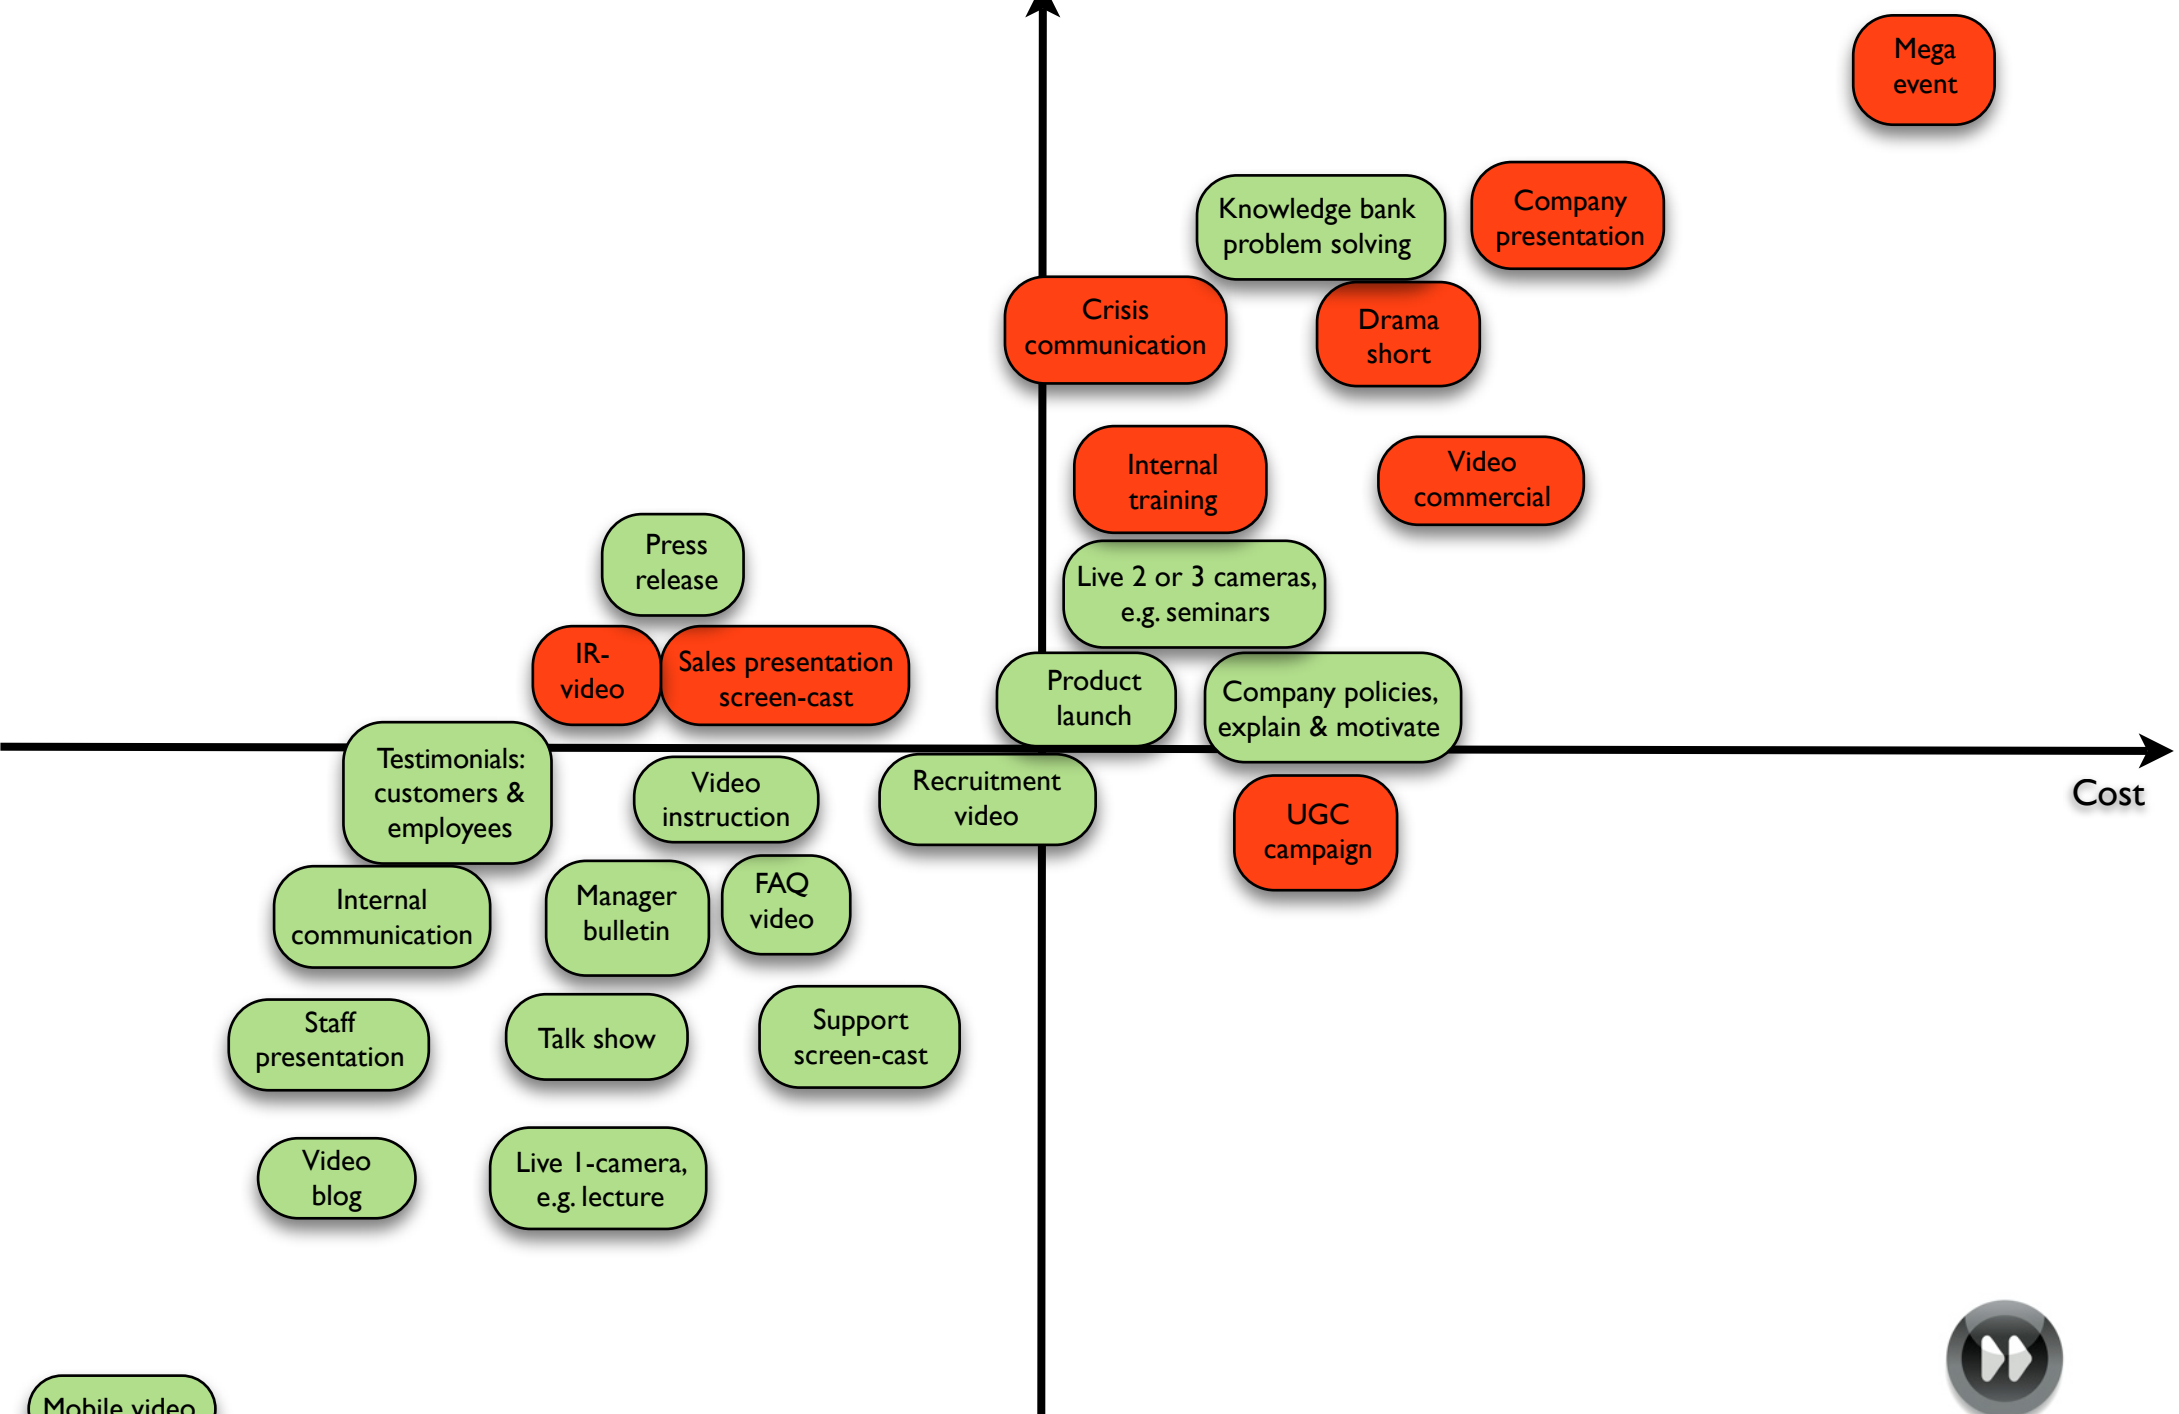 Mega
event
Knowledge bank
problem solving
Company
presentation
Crisis
communication
Drama
short
Internal
training
Video
commercial
Press
release
Live 2 or 3 cameras,
e.g. seminars
IR-
video
Sales presentation
screen-cast
Product
launch
Company policies,
explain & motivate
Cost
Testimonials:
customers &
employees
Video
instruction
Recruitment
video
UGC
campaign
Internal
communication
Manager
bulletin
FAQ
video
Staff
presentation
Talk show
Support
screen-cast
Video
blog
Live 1-camera,
e.g. lecture
Mobile video